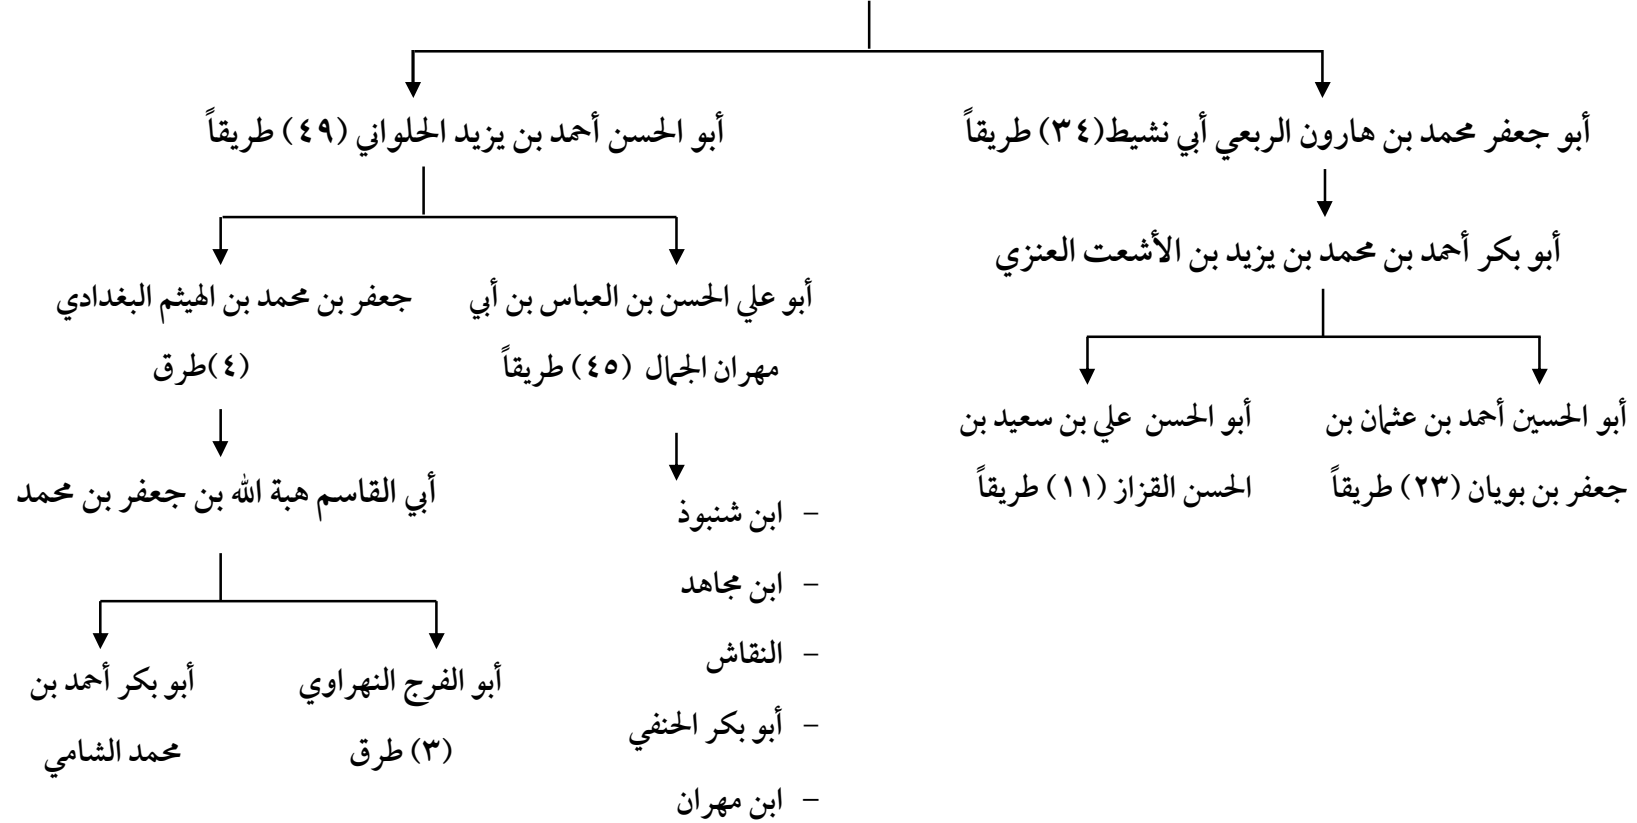 أبو جعفر محمد بن هارون الربعي أبي نشيط(٣٤) طريقاً
أبو الحسن أحمد بن يزيد الحلواني (٤٩) طريقاً
أبو بكر أحمد بن محمد بن يزيد بن الأشعت العنزي
أبو الحسين أحمد بن عثمان بن
جعفر بن بويان (٢٣) طريقاً
أبو الحسن علي بن سعيد بن
الحسن القزاز (١١) طريقاً
أبو علي الحسن بن العباس بن أبي
مهران الجمال (٤٥) طريقاً
- ابن شنبوذ
- ابن مجاهد
- النقاش
- أبو بكر الحنفي
- ابن مهران
جعفر بن محمد بن الهيثم البغدادي
(٤)طرق
أبي القاسم هبة الله بن جعفر بن محمد
أبو الفرج النهراوي
(٣) طرق
أبو بكر أحمد بن
محمد الشامي